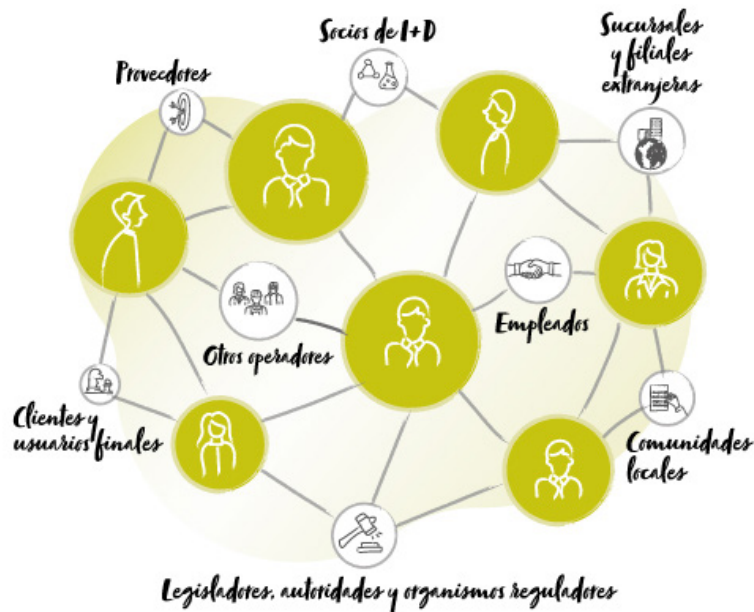 Socios de I+D
Sucursales
y filiales
extranjeras
Proveedores
Empleados
Otros operadores
Clientes y
usuarios finales
Comunidades
locales
Legisladores, autoridades y organismos reguladores